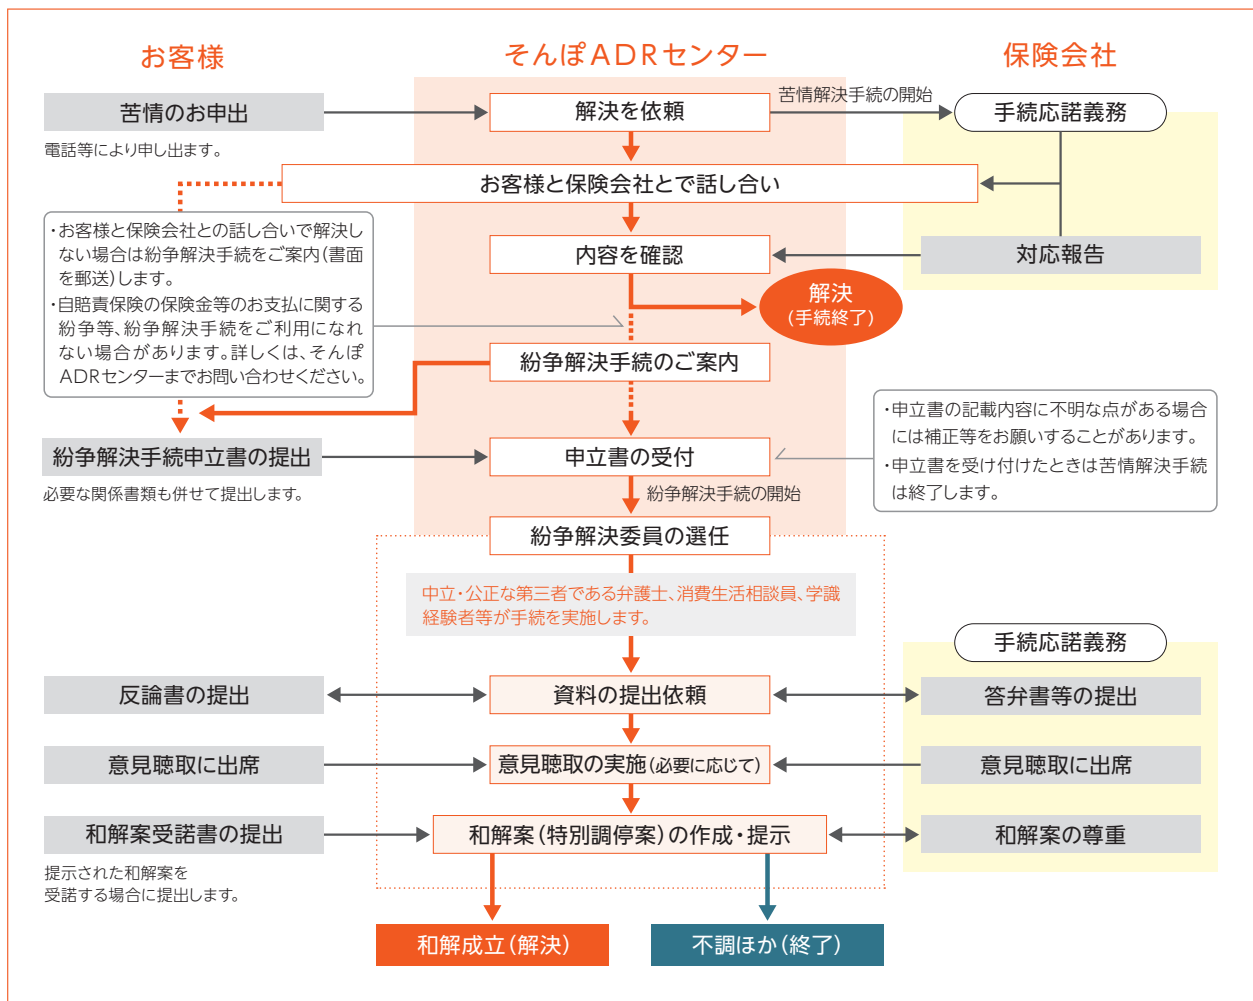 お客様
そんぽADRセンター
保険会社
苦情のお申出
解決を依頼
苦情解決手続の開始
手続応諾義務
電話等により申し出ます。
お客様と保険会社とで話し合い
・お客様と保険会社との話し合いで解決し
ない場合は紛争解決手続をご案内(書面
を郵送)します。
・自賠責保険の保険金等のお支払に関する
紛争等、紛争解決手続をご利用になれ
ない場合があります。詳しくは、そんぽ
ADRセンターまでお問い合わせください。
内容を確認
対応報告
解決
(手続終了)
紛争解決手続のご案内
・申立書の記載内容に不明な点がある場合
には補正等をお願いすることがあります。
・申立書を受け付けたときは苦情解決手続
は終了します。
紛争解決手続申立書の提出
申立書の受付
必要な関係書類も併せて提出します。
紛争解決手続の開始
紛争解決委員の選任
中立・公正な第三者である弁護士、消費生活相談員、学識
経験者等が手続を実施します。
手続応諾義務
反論書の提出
資料の提出依頼
答弁書等の提出
意見聴取に出席
意見聴取の実施(必要に応じて)
意見聴取に出席
和解案受諾書の提出
和解案(特別調停案)の作成・提示
和解案の尊重
提示された和解案を
受諾する場合に提出します。
和解成立(解決)
不調ほか(終了)